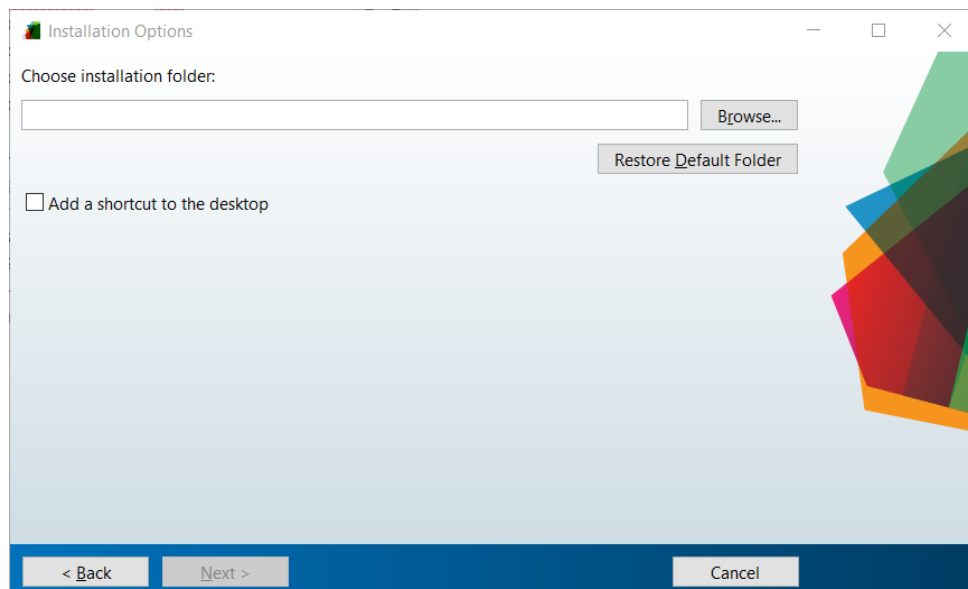 Installation Options
Choose installation folder:
Browse...
Restore Default Folder
Add a shortcut to the desktop
< Back
Next >
Cancel